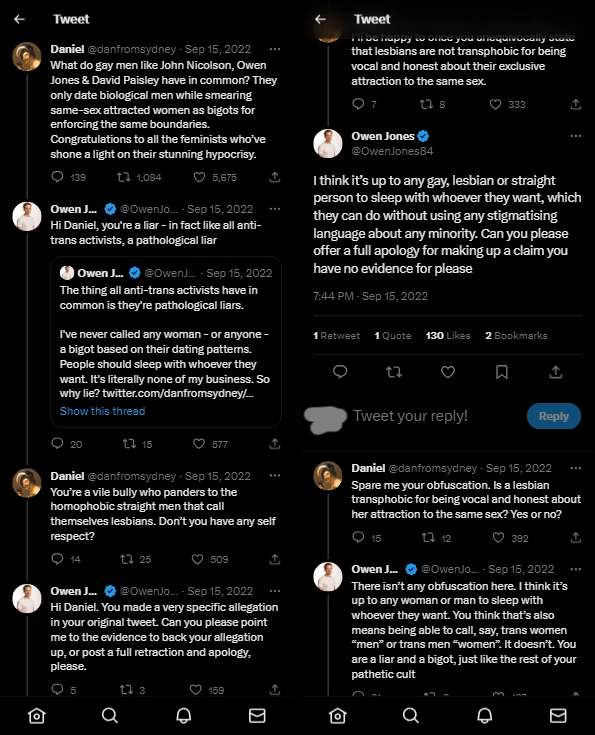 Tweet
Daniel @danfromsydney · Sep 15, 2022 ...
What do gay men like John Nicolson, Owen
Jones & David Paisley have in common? They
only date biological men while smearing
same-sex attracted women as bigots for
enforcing the same boundaries.
Congratulations to all the feminists who've
shone a light on their stunning hypocrisy.
139 1,084 5,675
Owen J... @OwenJo... · Sep 15, 2022 ...
Hi Daniel, you're a liar - in fact like all anti-
trans activists, a pathological liar
Owen J... @OwenJ... · Sep 15, 2022
The thing all anti-trans activists have in
common is they're pathological liars.
I've never called any woman - or anyone -
a bigot based on their dating patterns.
People should sleep with whoever they
want. It's literally none of my business. So
why lie? twitter.com/danfromsydney/...
Show this thread
20 15 577
Daniel @danfromsydney · Sep 15, 2022 ...
You're a vile bully who panders to the
homophobic straight men that call
themselves lesbians. Don't you have any self
respect?
14 25 509
Owen J... @OwenJo... · Sep 15, 2022 ...
Hi Daniel. You made a very specific allegation
in your original tweet. Can you please point
me to the evidence to back your allegation
up, or post a full retraction and apology,
please.
5 3 159
Tweet
I'll be happy to once you unequivocally state
that lesbians are not transphobic for being
vocal and honest about their exclusive
attraction to the same sex.
7 8 333
Owen Jones ...
@OwenJones84
I think it's up to any gay, lesbian or straight
person to sleep with whoever they want, which
they can do without using any stigmatising
language about any minority. Can you please
offer a full apology for making up a claim you
have no evidence for please
7:44 PM · Sep 15, 2022
1 Retweet 1 Quote 130 Likes 2 Bookmarks
Tweet your reply!
Reply
Daniel @danfromsydney · Sep 15, 2022 ...
Spare me your obfuscation. Is a lesbian
transphobic for being vocal and honest about
her attraction to the same sex? Yes or no?
15 12 392
Owen J... @OwenJo... · Sep 15, 2022 ...
There isn't any obfuscation here. I think it's
up to any woman or man to sleep with
whoever they want. You think that's also
means being able to call, say, trans women
"men" or trans men "women". It doesn't. You
are a liar and a bigot, just like the rest of your
pathetic cult